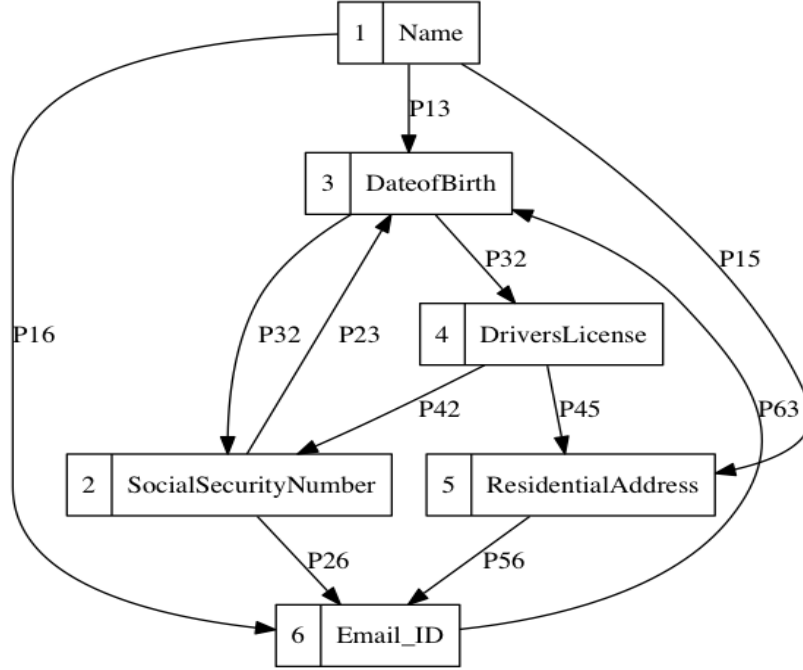 1 Name
P13
3 DateofBirth
P32
P15
4 DriversLicense
P16
P32
P23
P42
P45
P63
2 SocialSecurityNumber
5 ResidentialAddress
P26
P56
6 Email_ID